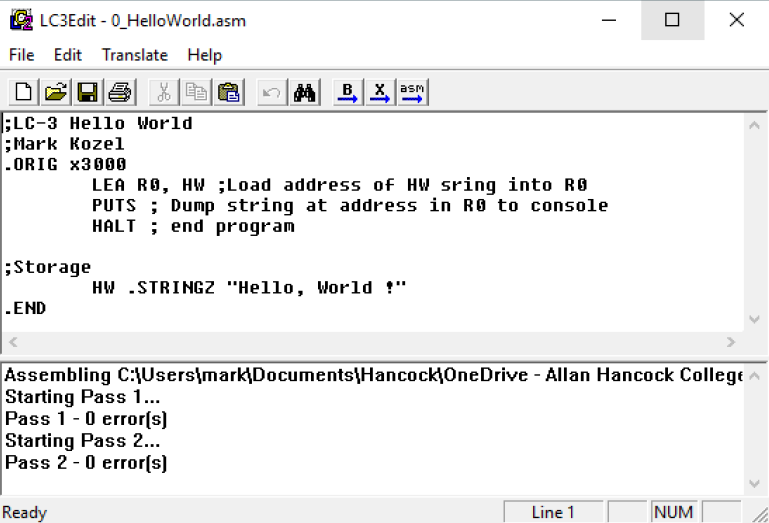 LC3Edit - 0_HelloWorld.asm
File Edit Translate Help
B X asm
;LC-3 Hello World
;Mark Kozel
.ORIG x3000
LEA R0, HW ;Load address of HW sring into R0
PUTS ; Dump string at address in R0 to console
HALT ; end program
;Storage
HW .STRINGZ "Hello, World !"
.END
Assembling C:\Users\mark\Documents\Hancock\OneDrive - Allan Hancock College
Starting Pass 1...
Pass 1 - 0 error(s)
Starting Pass 2...
Pass 2 - 0 error(s)
Ready Line 1 NUM